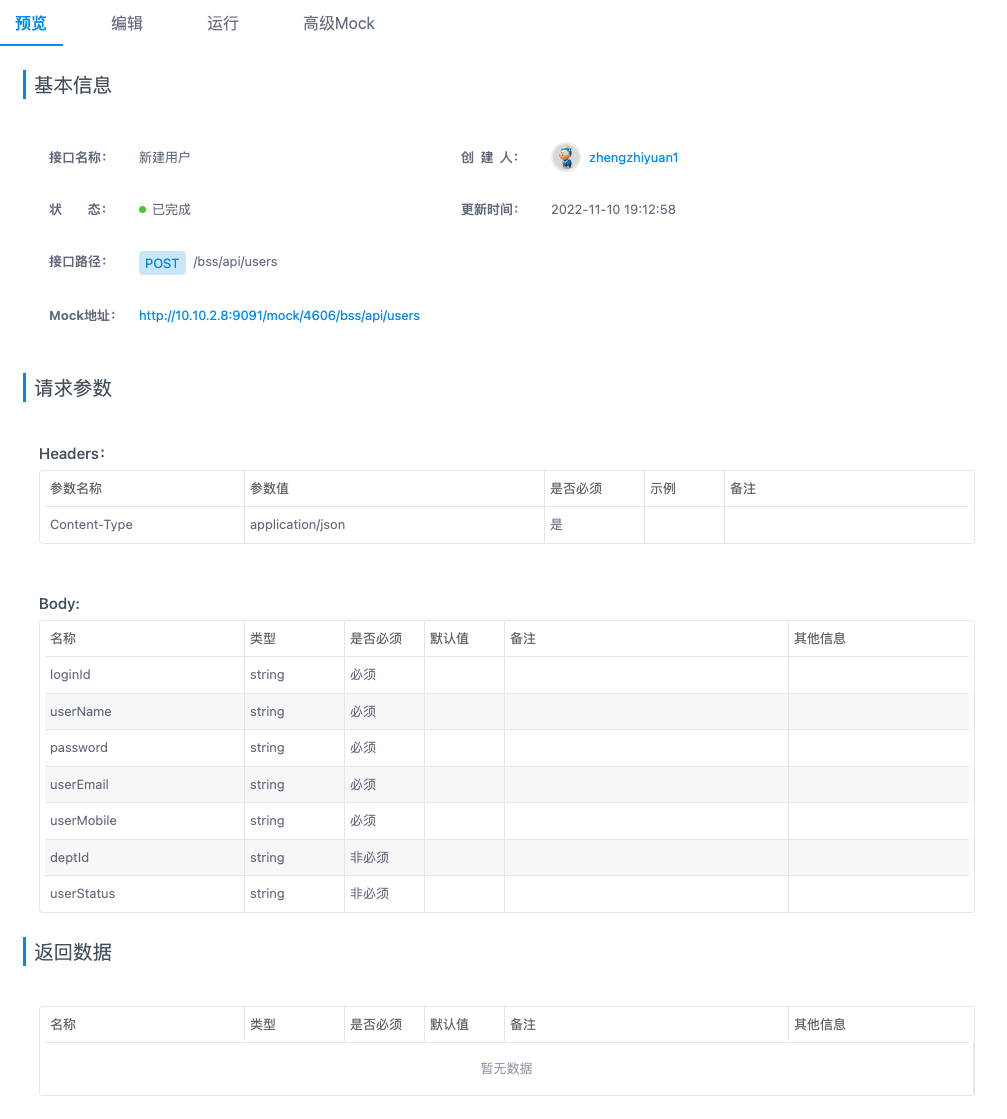 预览 编辑 运行 高级Mock
基本信息
接口名称： 新建用户 创 建 人： zhengzhiyuan1
状 态： 已完成 更新时间： 2022-11-10 19:12:58
接口路径： POST /bss/api/users
Mock地址： http://10.10.2.8:9091/mock/4606/bss/api/users
请求参数
Headers：
参数名称 参数值 是否必须 示例 备注
Content-Type application/json 是
Body:
名称 类型 是否必须 默认值 备注 其他信息
loginId string 必须
userName string 必须
password string 必须
userEmail string 必须
userMobile string 必须
deptId string 非必须
userStatus string 非必须
返回数据
名称 类型 是否必须 默认值 备注 其他信息
暂无数据